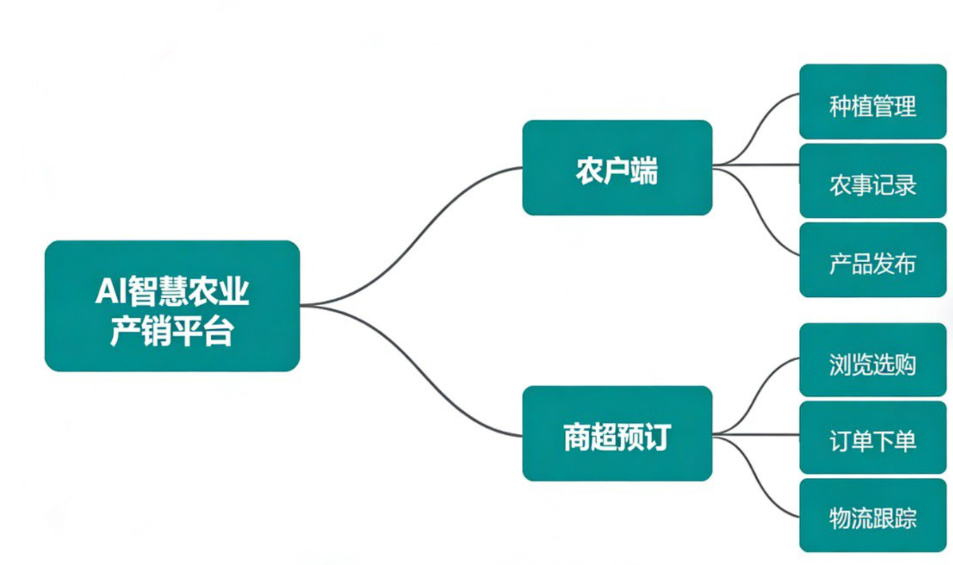 AI智慧农业
产销平台
农户端
种植管理
农事记录
产品发布
商超预订
浏览选购
订单下单
物流跟踪